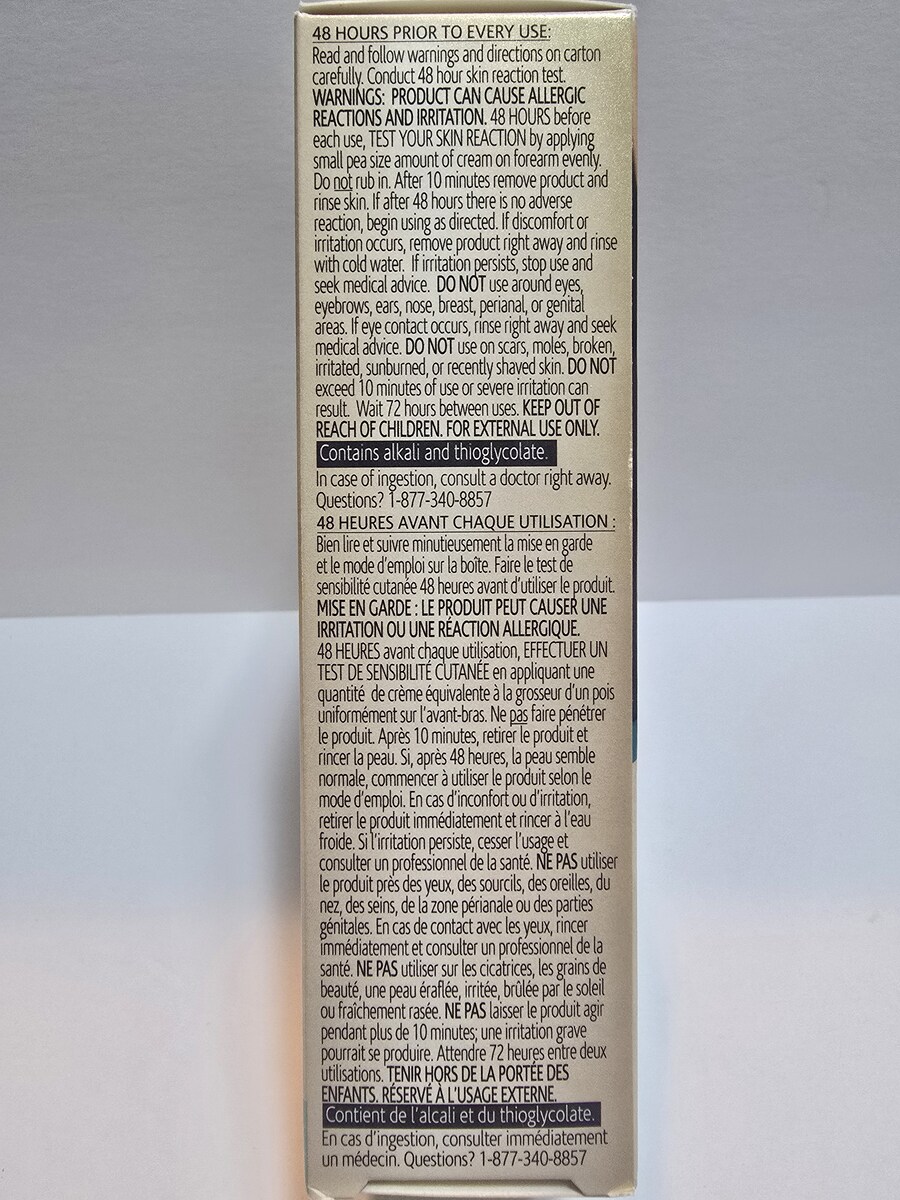 48 HOURS PRIOR TO EVERY USE:
Read and follow warnings and directions on carton
carefully. Conduct 48 hour skin reaction test.
WARNINGS: PRODUCT CAN CAUSE ALLERGIC
REACTIONS AND IRRITATION. 48 HOURS before
each use, TEST YOUR SKIN REACTION by applying
small pea size amount of cream on forearm evenly.
Do not rub in. After 10 minutes remove product and
rinse skin. If after 48 hours there is no adverse
reaction, begin using as directed. If discomfort or
irritation occurs, remove product right away and rinse
with cold water. If irritation persists, stop use and
seek medical advice. DO NOT use around eyes,
eyebrows, ears, nose, breast, perianal, or genital
areas. If eye contact occurs, rinse right away and seek
medical advice. DO NOT use on scars, moles, broken,
irritated, sunburned, or recently shaved skin. DO NOT
exceed 10 minutes of use or severe irritation can
result. Wait 72 hours between uses. KEEP OUT OF
REACH OF CHILDREN. FOR EXTERNAL USE ONLY.
Contains alkali and thioglycolate.
In case of ingestion, consult a doctor right away.
Questions? 1-877-340-8857
48 HEURES AVANT CHAQUE UTILISATION :
Bien lire et suivre minutieusement la mise en garde
et le mode d'emploi sur la boîte. Faire le test de
sensibilité cutanée 48 heures avant d'utiliser le produit.
MISE EN GARDE : LE PRODUIT PEUT CAUSER UNE
IRRITATION OU UNE RÉACTION ALLERGIQUE.
48 HEURES avant chaque utilisation, EFFECTUER UN
TEST DE SENSIBILITÉ CUTANÉE en appliquant une
quantité de crème équivalente à la grosseur d'un pois
uniformément sur l'avant-bras. Ne pas faire pénétrer
le produit. Après 10 minutes, retirer le produit et
rincer la peau. Si, après 48 heures, la peau semble
normale, commencer à utiliser le produit selon le
mode d'emploi. En cas d'inconfort ou d'irritation,
retirer le produit immédiatement et rincer à l'eau
froide. Si l'irritation persiste, cesser l'usage et
consulter un professionnel de la santé. NE PAS utiliser
le produit près des yeux, des sourcils, des oreilles, du
nez, des seins, de la zone périanale ou des parties
génitales. En cas de contact avec les yeux, rincer
immédiatement et consulter un professionnel de la
santé. NE PAS utiliser sur les cicatrices, les grains de
beauté, une peau éraflée, irritée, brûlée par le soleil
ou fraîchement rasée. NE PAS laisser le produit agir
pendant plus de 10 minutes; une irritation grave
pourrait se produire. Attendre 72 heures entre deux
utilisations. TENIR HORS DE LA PORTÉE DES
ENFANTS. RÉSERVÉ À L'USAGE EXTERNE.
Contient de l'alcali et du thioglycolate.
En cas d'ingestion, consulter immédiatement
un médecin. Questions? 1-877-340-8857